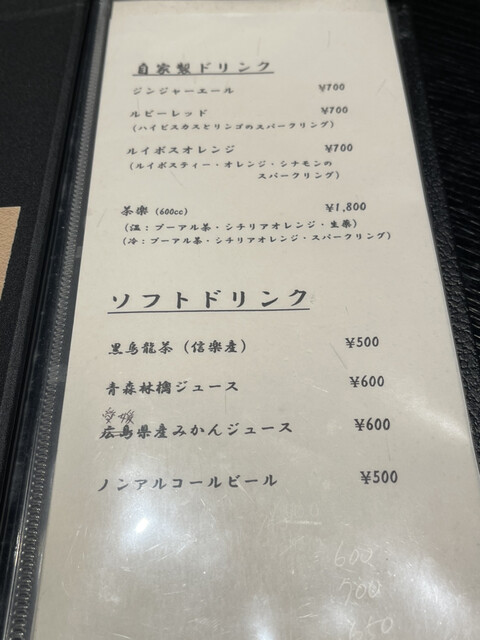 自家製ドリンク
ジンジャーエール ¥700
ルビーレッド ¥700
(ハイビスカスとリンゴのスパークリング)
ルイボスオレンジ ¥700
(ルイボスティー・オレンジ・シナモンの
スパークリング)
茶樂 (600cc) ¥1,800
(温:プーアル茶・シチリアオレンジ・生薬)
(冷:プーアル茶・シチリアオレンジ・スパークリング)
ソフトドリンク
黒烏龍茶(信楽産) ¥500
青森林檎ジュース ¥600
愛媛
広島県産みかんジュース ¥600
ノンアルコールビール ¥500
600
700